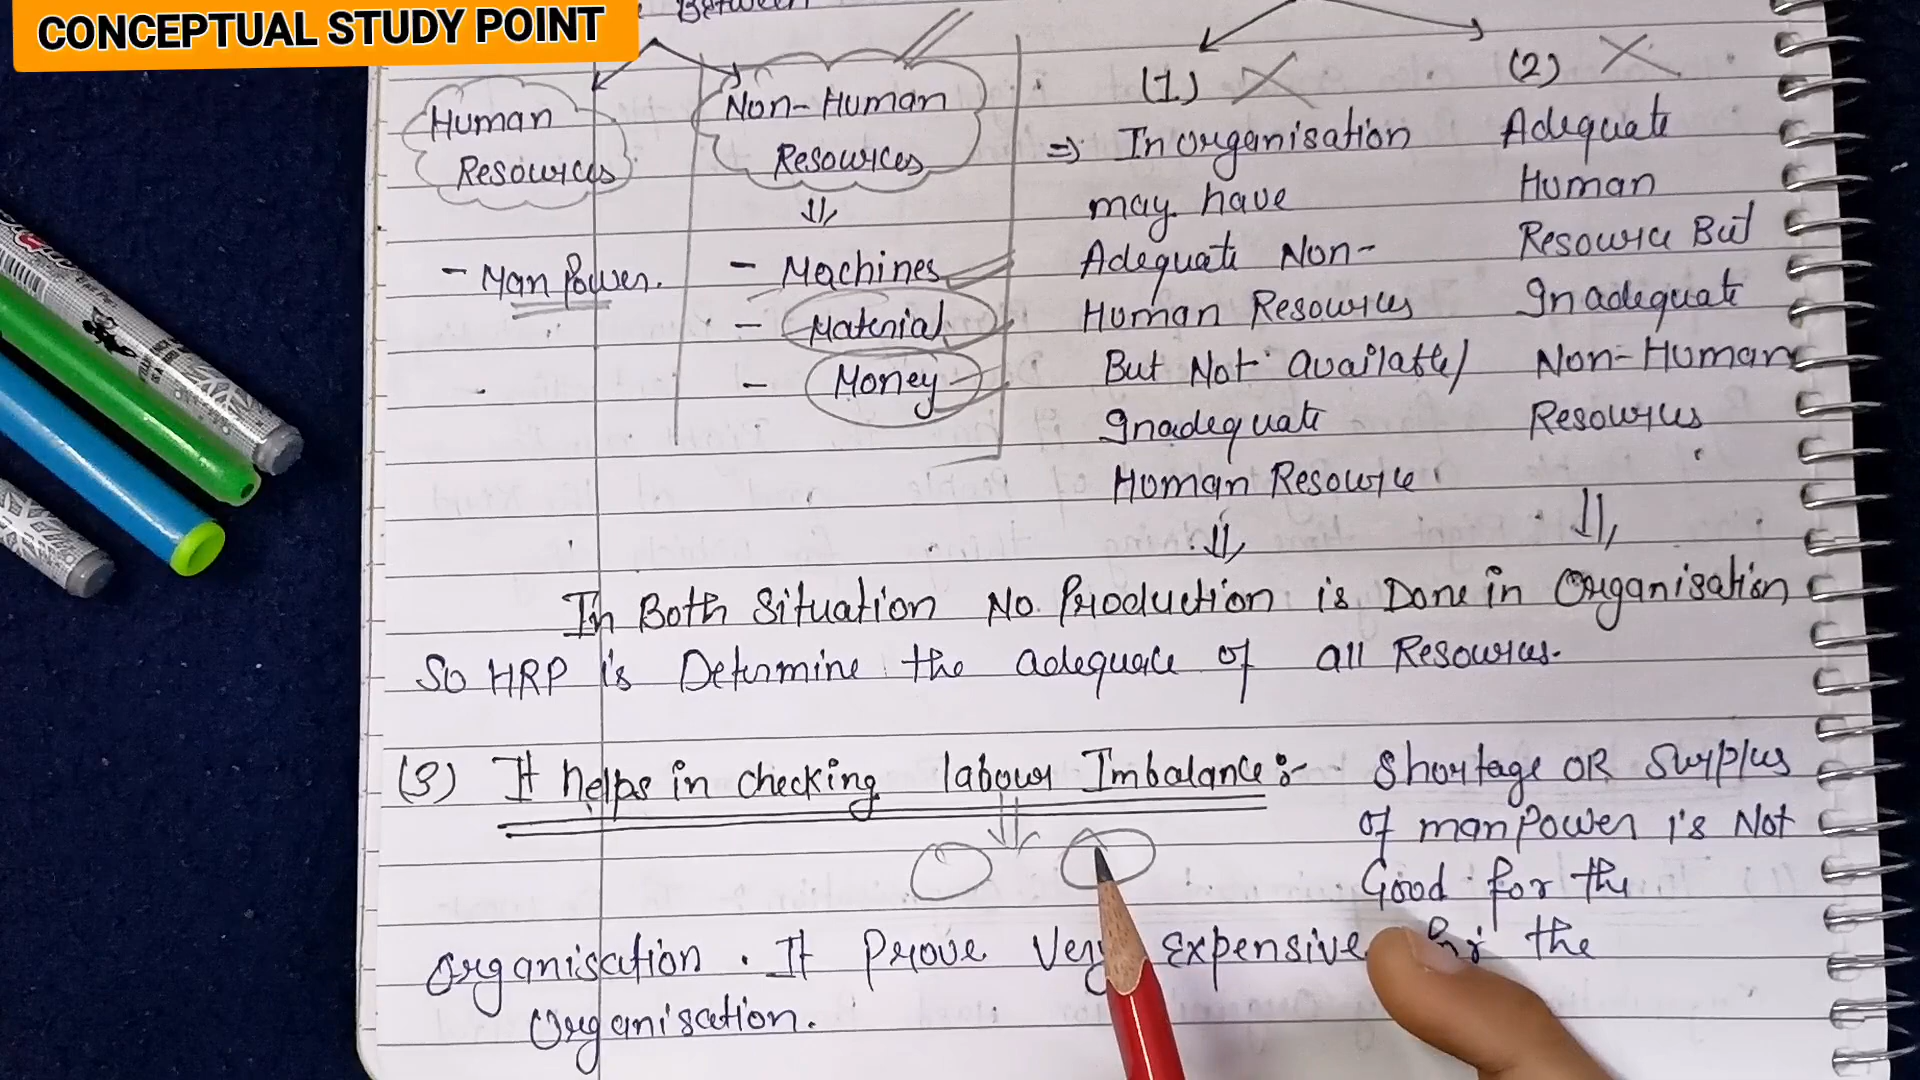 CONCEPTUAL STUDY POINT
Between
Human
Resources
- Man Power.
Non-Human
Resources
- Machines
- Material
- Money
(1)
⇒ In organisation
may have
Adequate Non-
Human Resources
But Not available/
Inadequate
Human Resource.
(2)
Adequate
Human
Resource But
Inadequate
Non-Human
Resources
In Both Situation No Production is Done in Organisation
So HRP is Determine the adequace of all Resources.
(3) It helps in checking labour Imbalance:- Shortage OR Surplus
of manpower is Not
Good for the
Organisation. It Prove Very Expensive for the
Organisation.